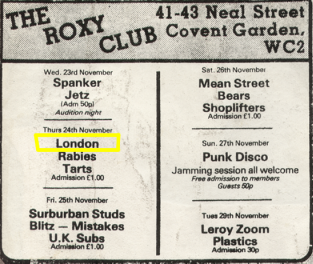 THE
ROXY
CLUB
41-43 Neal Street
Covent Garden,
WC2
Wed. 23rd November
Spanker
Jetz
(Adm 50p)
Audition night
Thurs 24th November
London
Rabies
Tarts
Admission £1.00
Fri. 25th November
Surburban Studs
Blitz — Mistakes
U.K. Subs
Admission £1.00
Sat. 26th November
Mean Street
Bears
Shoplifters
Admission £1.00
Sun. 27th November
Punk Disco
Jamming session all welcome
Free admission to members
Guests 50p
Tues 29th November
Leroy Zoom
Plastics
Admission 30p